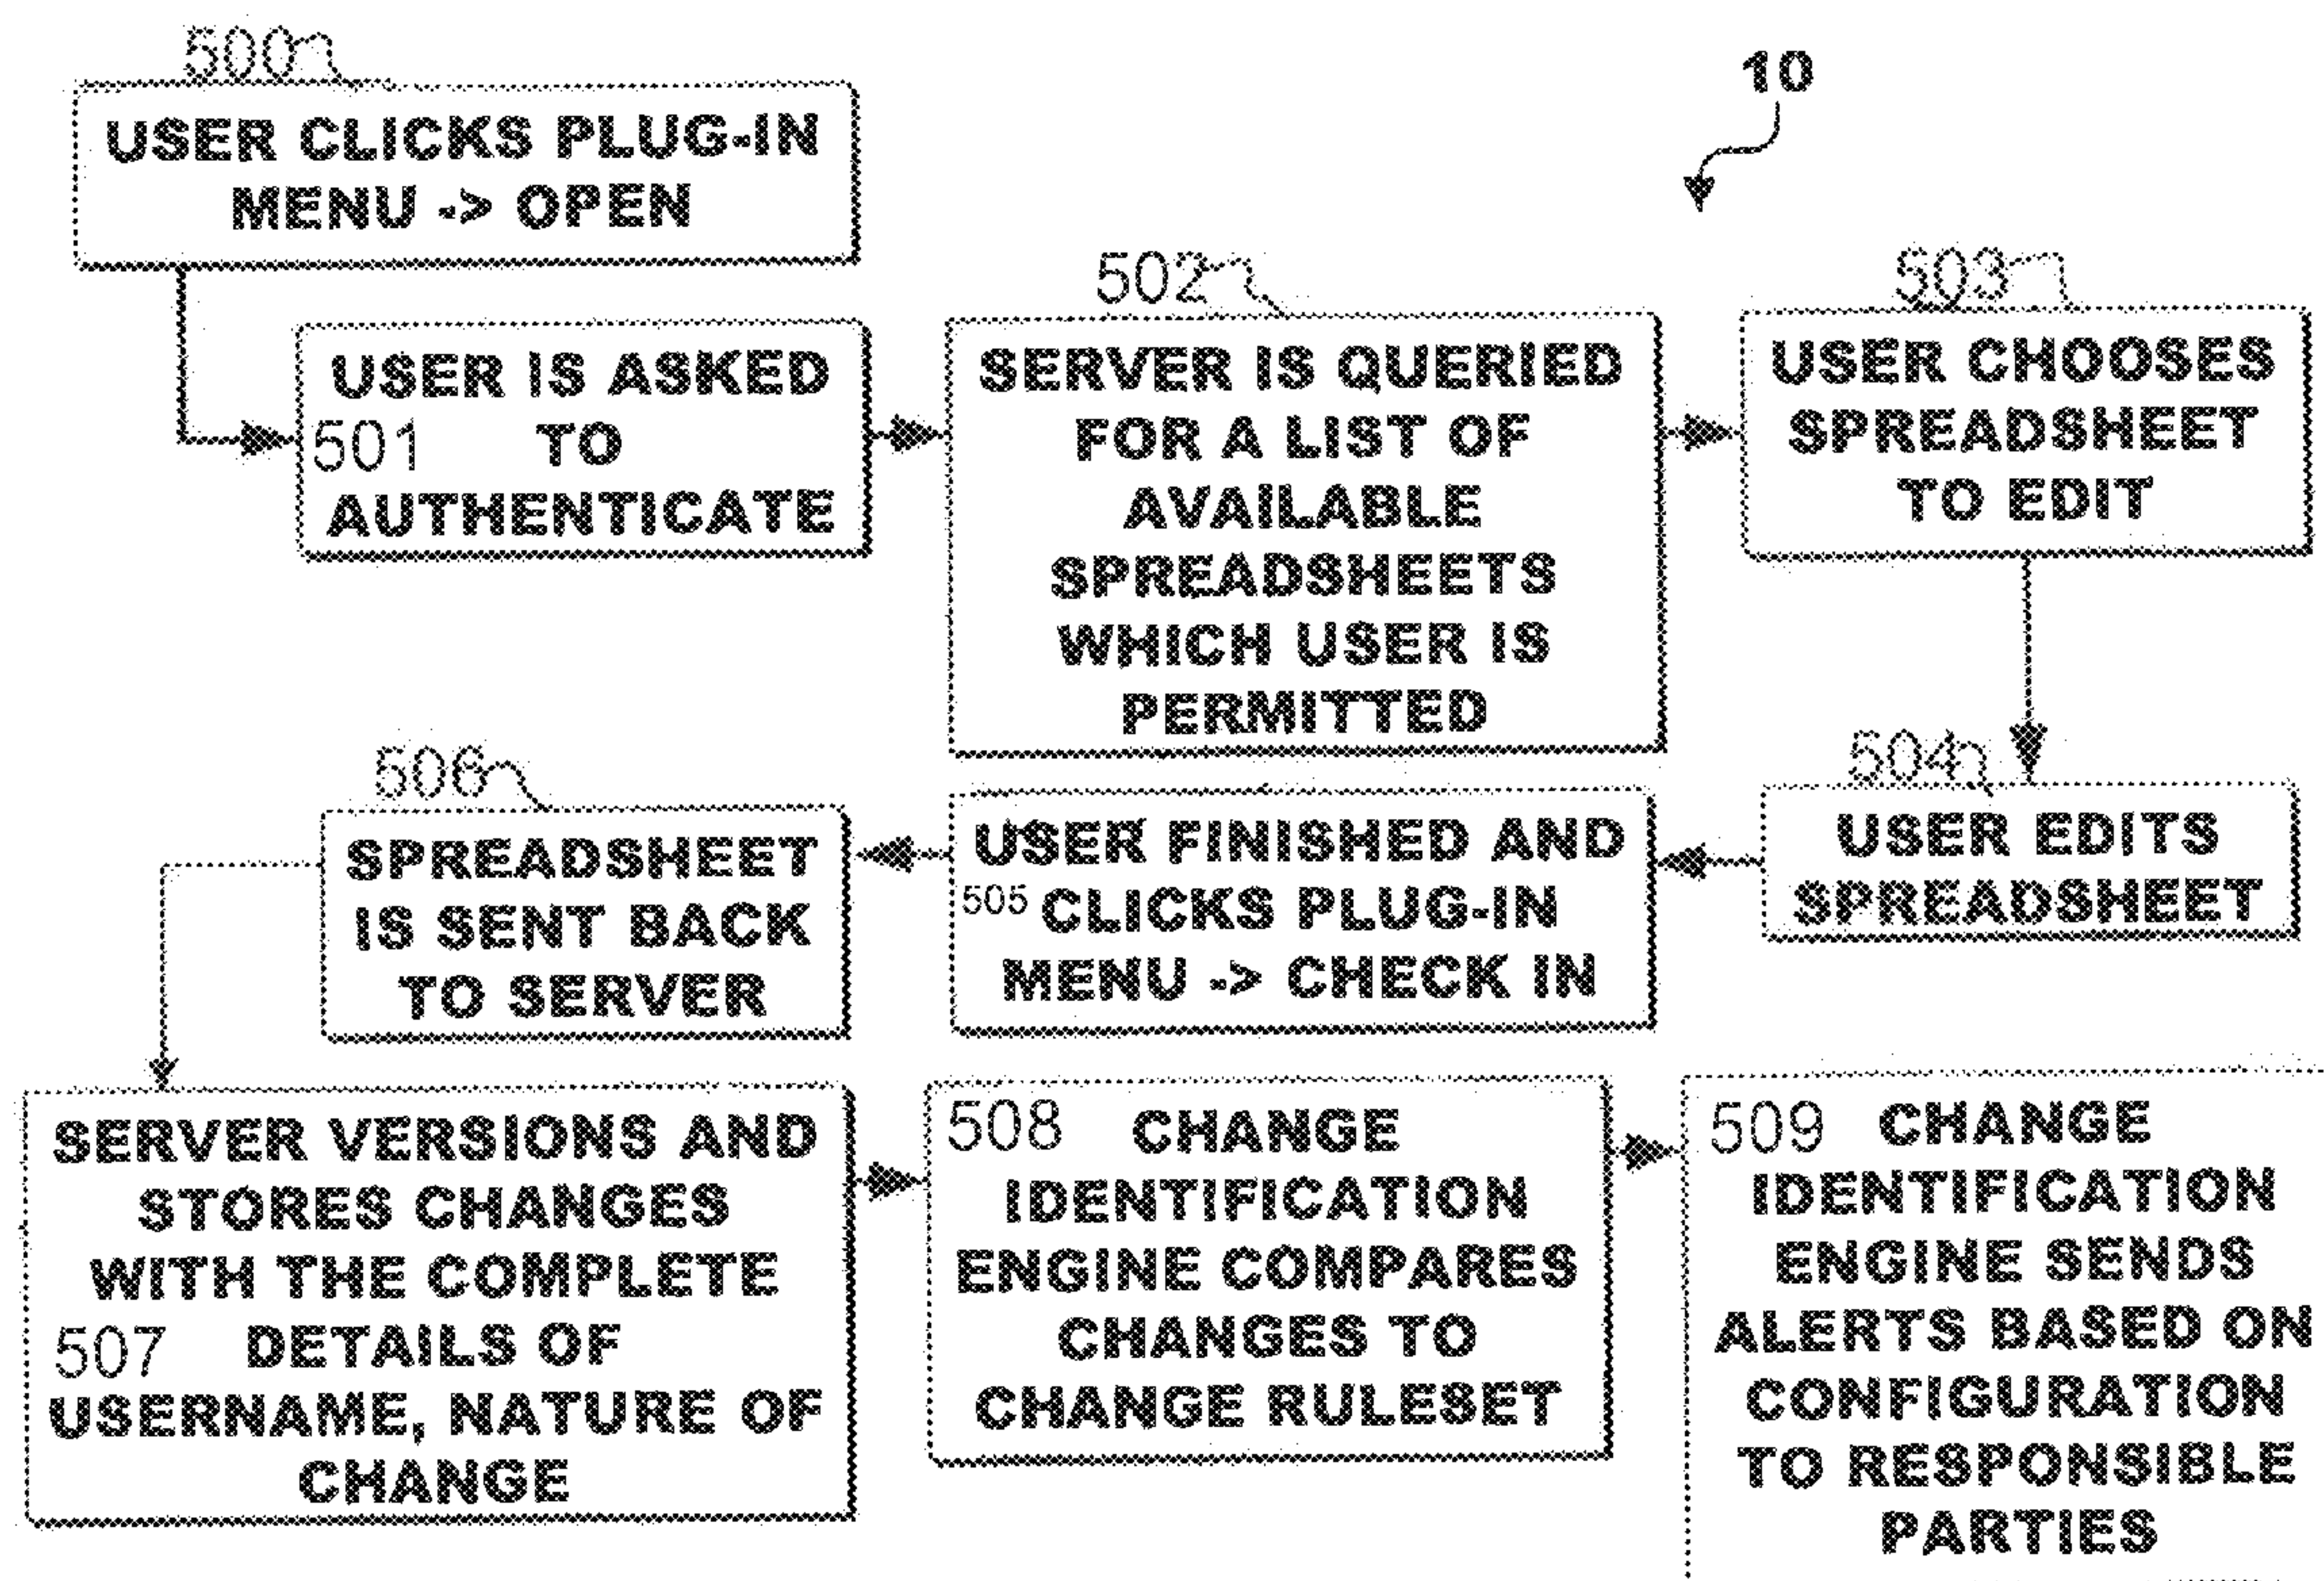 500
10
USER CLICKS PLUG-IN
MENU -> OPEN
502
503
USER IS ASKED
501 TO
AUTHENTICATE
SERVER IS QUERIED
FOR A LIST OF
AVAILABLE
SPREADSHEETS
WHICH USER IS
PERMITTED
USER CHOOSES
SPREADSHEET
TO EDIT
504
USER EDITS
SPREADSHEET
USER FINISHED AND
505 CLICKS PLUG-IN
MENU -> CHECK IN
506
SPREADSHEET
IS SENT BACK
TO SERVER
SERVER VERSIONS AND
STORES CHANGES
WITH THE COMPLETE
507 DETAILS OF
USERNAME, NATURE OF
CHANGE
508 CHANGE
IDENTIFICATION
ENGINE COMPARES
CHANGES TO
CHANGE RULESET
509 CHANGE
IDENTIFICATION
ENGINE SENDS
ALERTS BASED ON
CONFIGURATION
TO RESPONSIBLE
PARTIES